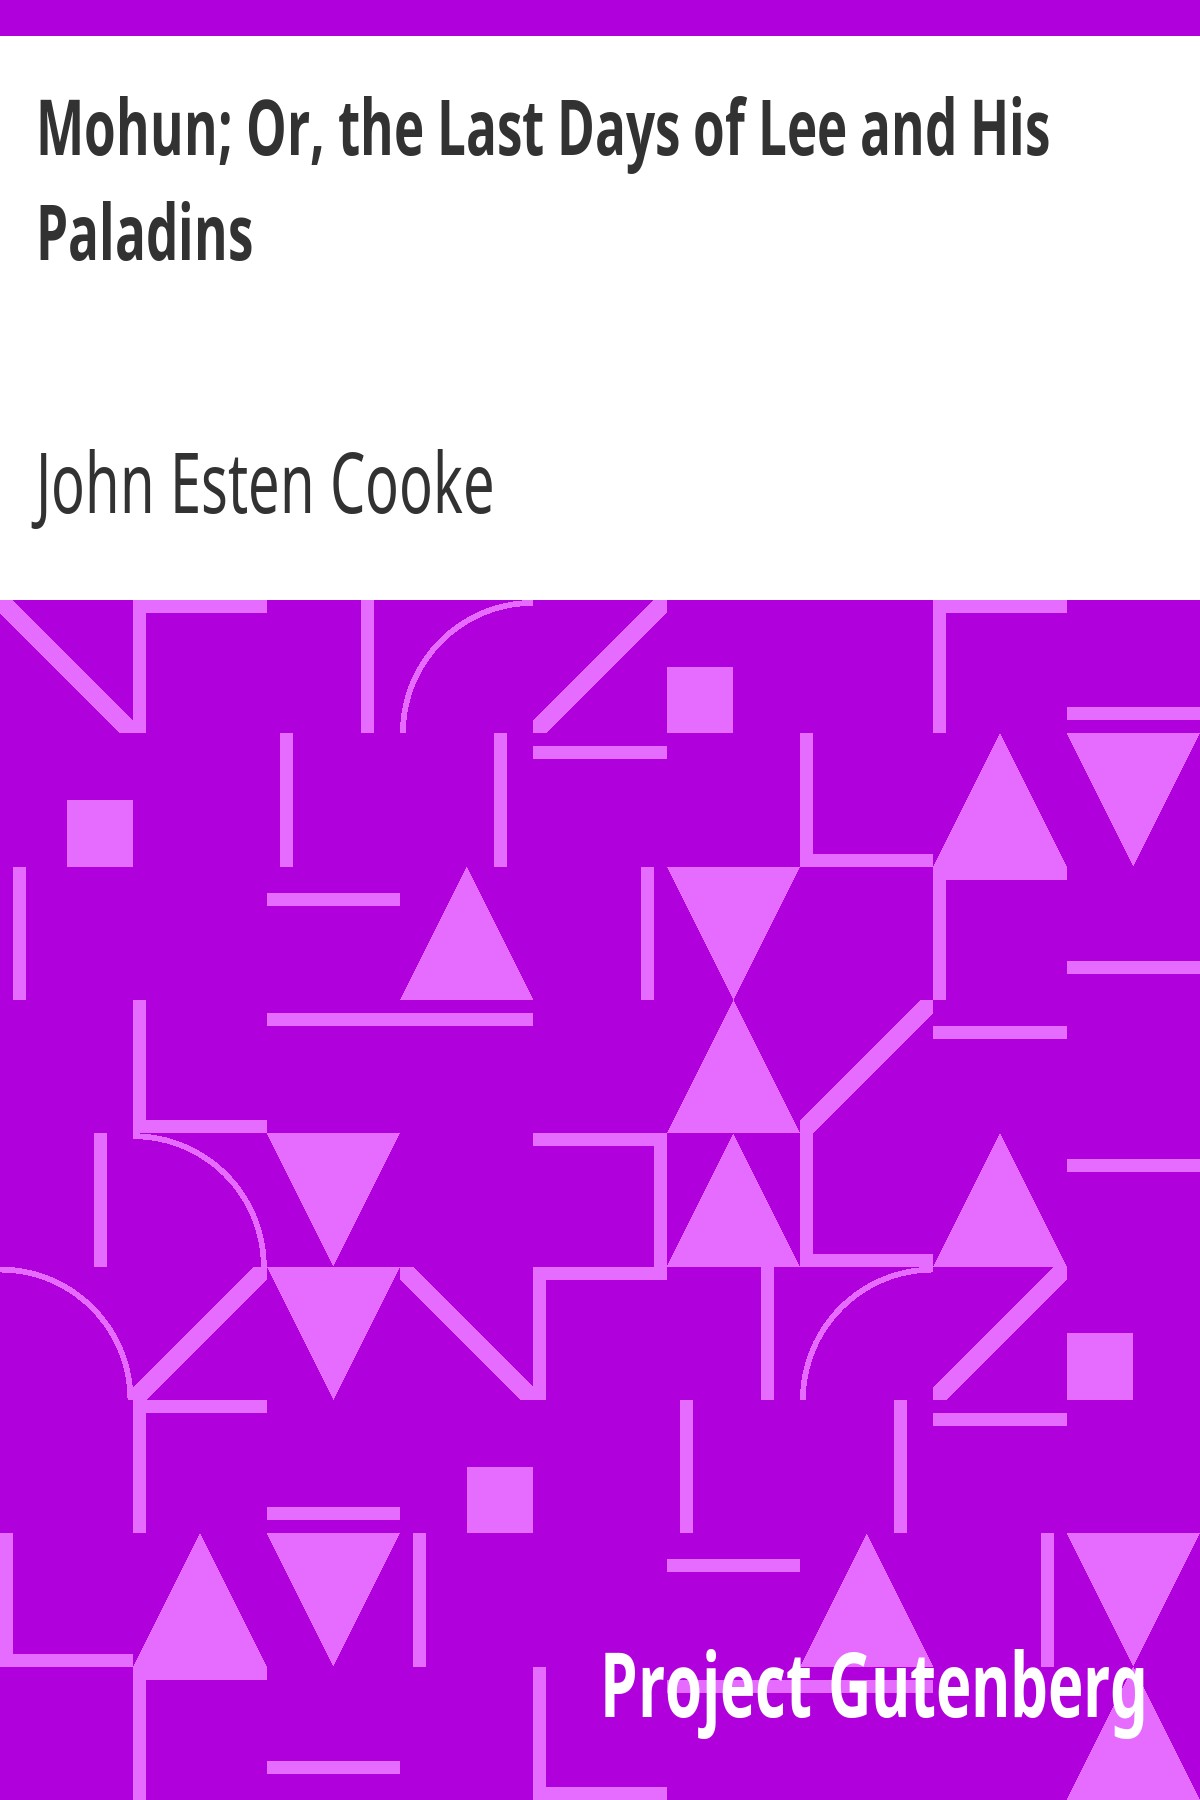 Mohun; Or, the Last Days of Lee and His
Paladins
John Esten Cooke
Project Gutenberg